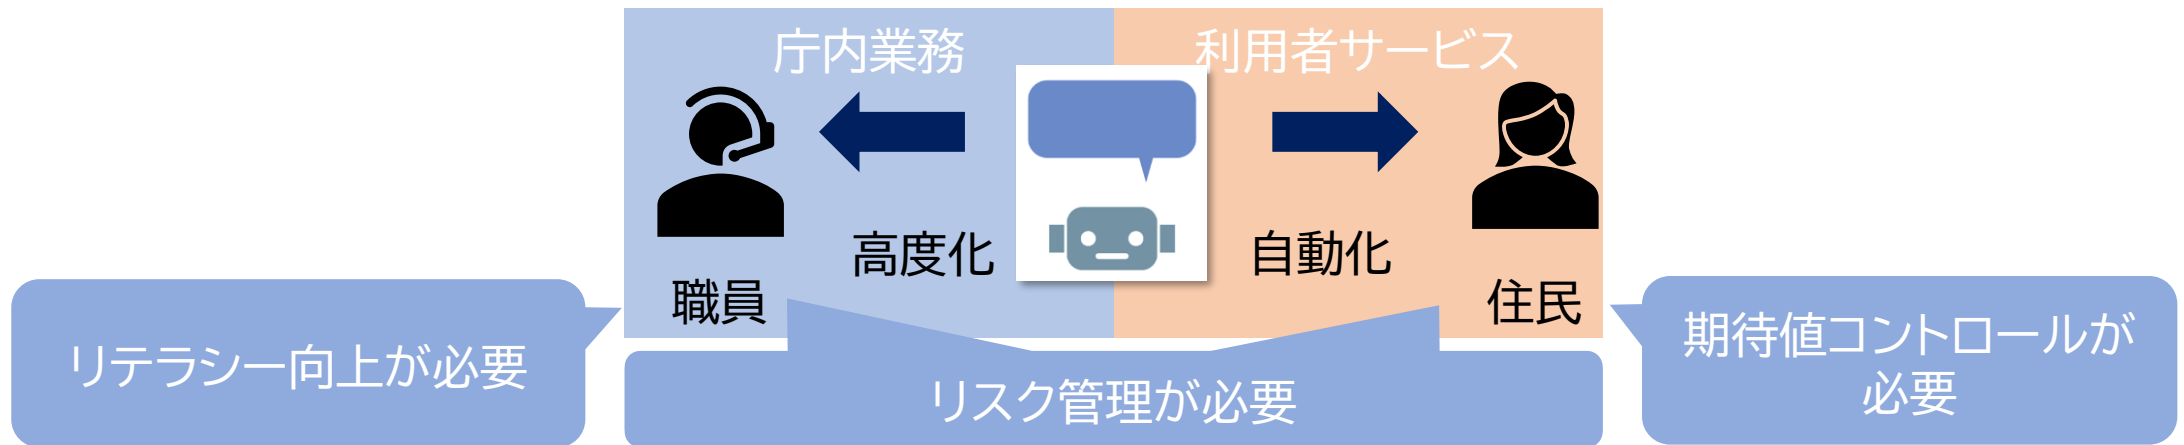 庁内業務
利用者サービス
高度化
自動化
職員
住民
リテラシー向上が必要
リスク管理が必要
期待値コントロールが
必要